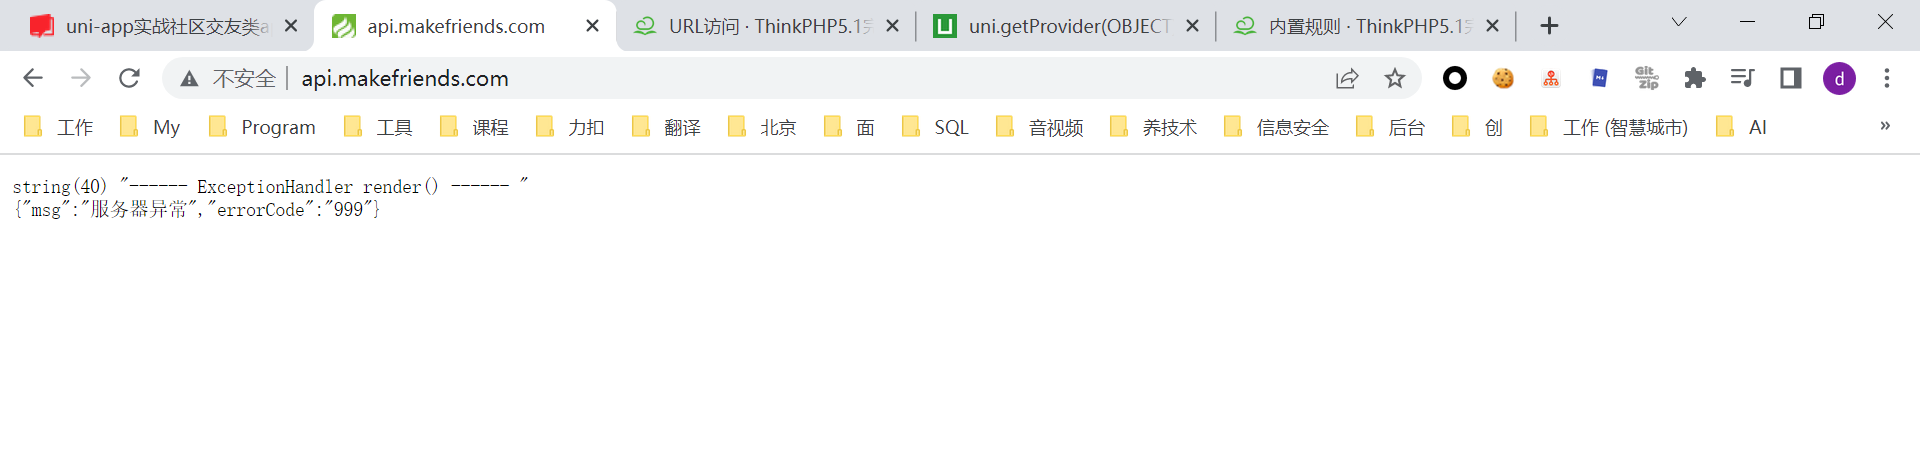 uni-app实战社区交友类a
api.makefriends.com
URL访问 · ThinkPHP5.1完
uni.getProvider(OBJECT
内置规则 · ThinkPHP5.1完
不安全 api.makefriends.com
Git Zip
d
工作 My Program 工具 课程 力扣 翻译 北京 面 SQL 音视频 养技术 信息安全 后台 创 工作 (智慧城市) AI »
string(40) "------ ExceptionHandler render() ------ "
{"msg":"服务器异常","errorCode":"999"}